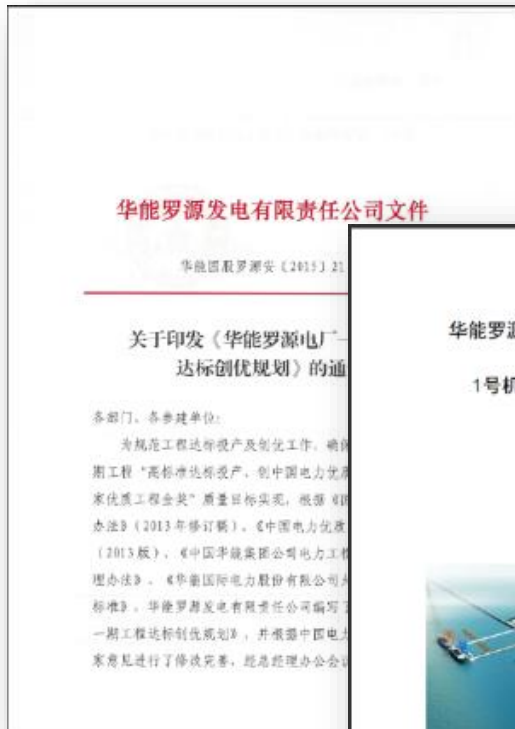 华能罗源发电有限责任公司文件
华能国股罗源安〔2015〕21
关于印发《华能罗源电厂一
达标创优规划》的通
各部门、各参建单位:
为规范工程达标投产及创优工作,确保
期工程“高标准达标投产、创中国电力优质
家优质工程金奖”质量目标实现,根据《
办法》(2013年修订稿)、《中国电力优质
(2013版)、《中国华能集团公司电力工程
理办法》、《华能国际电力股份有限公司
标准》,华能罗源发电有限责任公司编写了
一期工程达标创优规划》,并根据中国电力
家意见进行了修改完善,经总经理办公会议
华能罗源
1号机